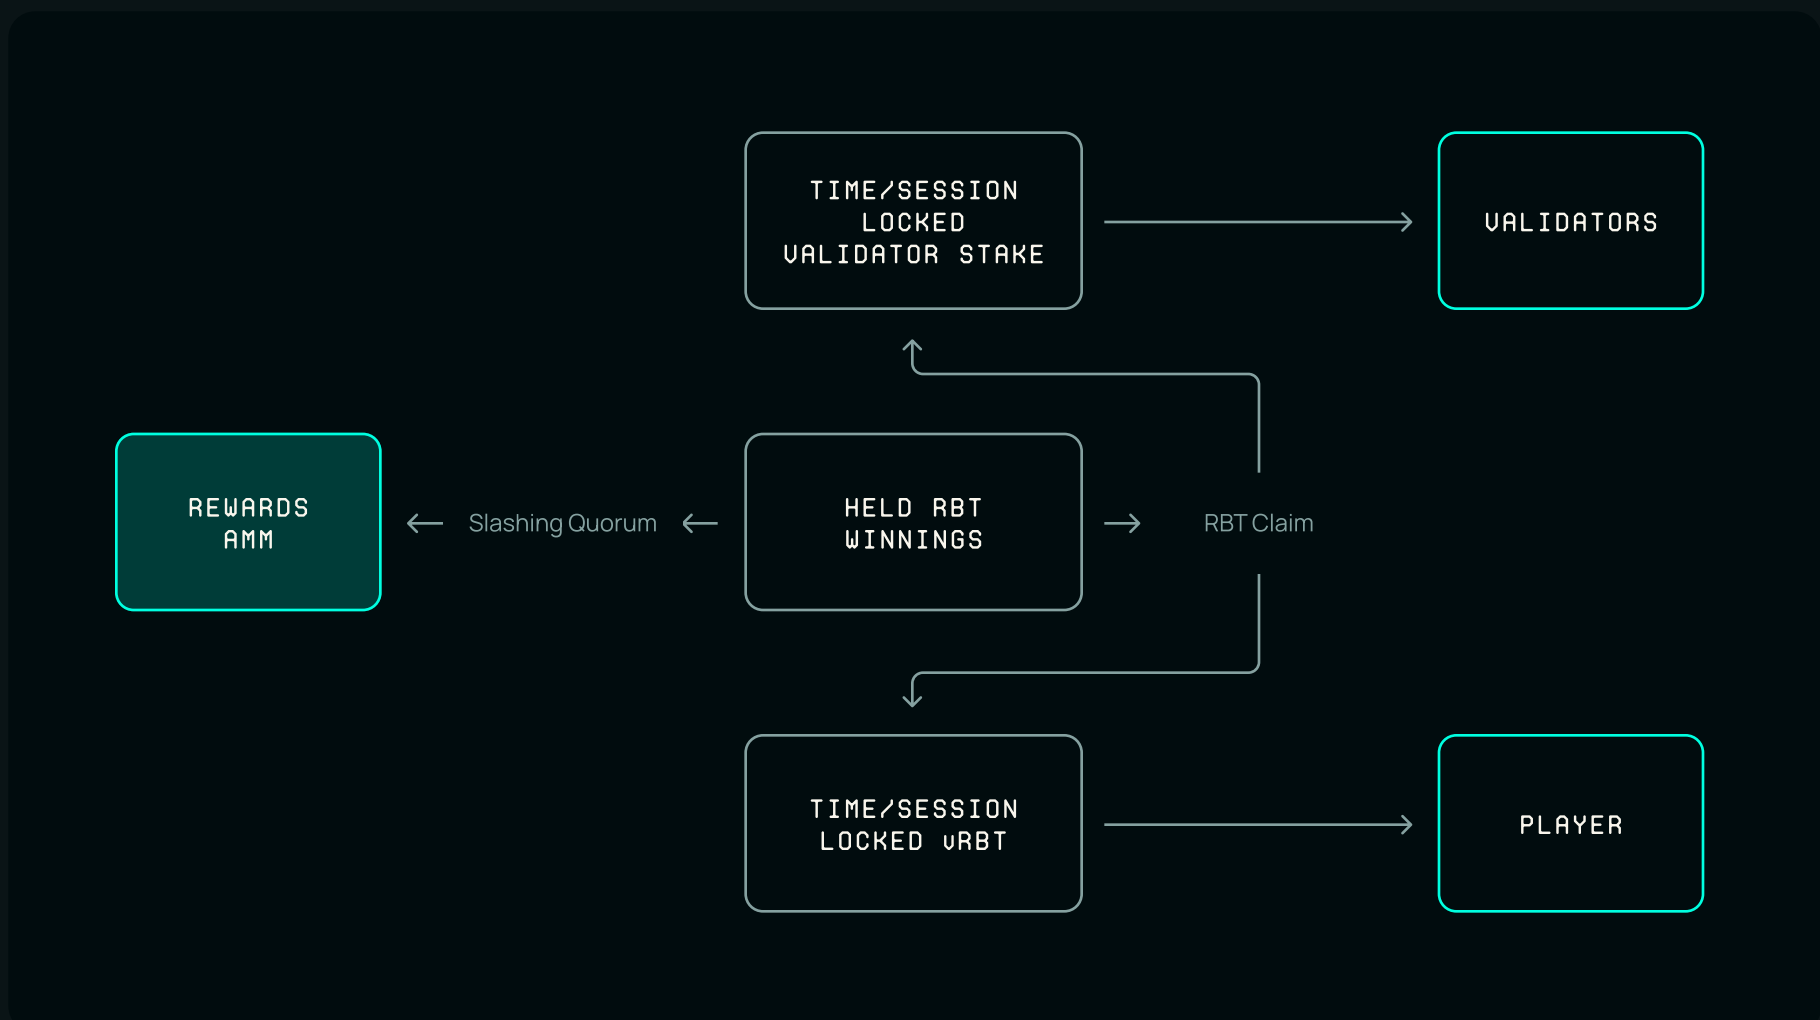 TIME/SESSION
LOCKED
VALIDATOR STAKE
VALIDATORS
REWARDS
AMM
Slashing Quorum
HELD RBT
WINNINGS
RBT Claim
TIME/SESSION
LOCKED vRBT
PLAYER